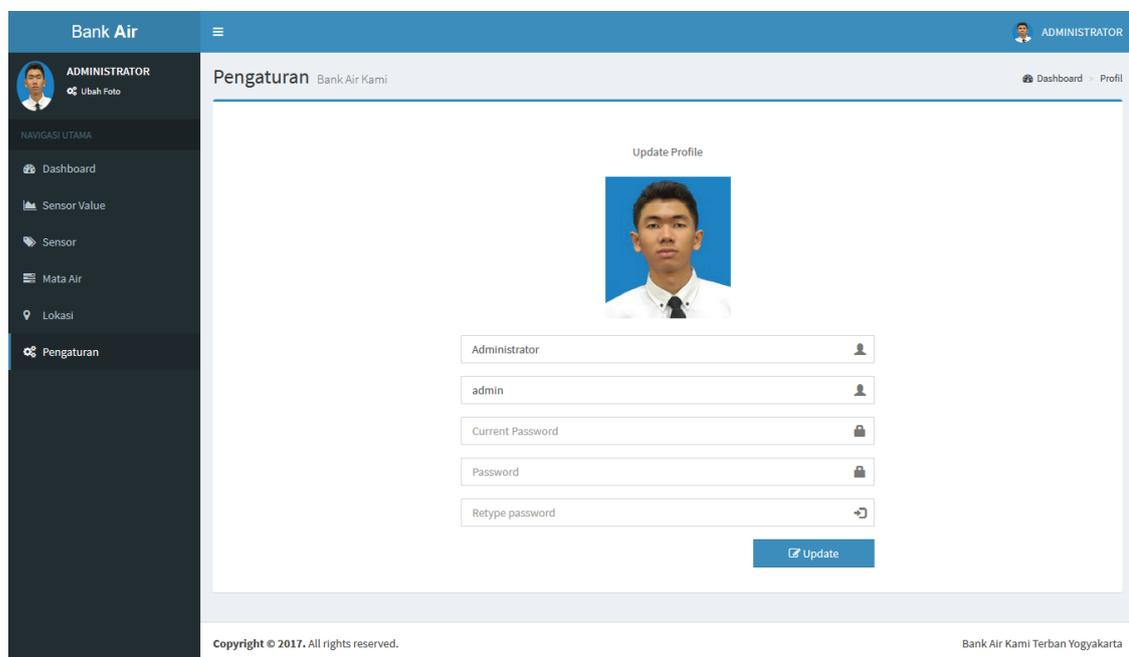 Bank Air
ADMINISTRATOR
ADMINISTRATOR
Ubah Foto
NAVIGASI UTAMA
Dashboard
Sensor Value
Sensor
Mata Air
Lokasi
Pengaturan
Pengaturan Bank Air Kami
Dashboard > Profil
Update Profile
Administrator
admin
Current Password
Password
Retype password
Update
Copyright © 2017. All rights reserved.
Bank Air Kami Terban Yogyakarta